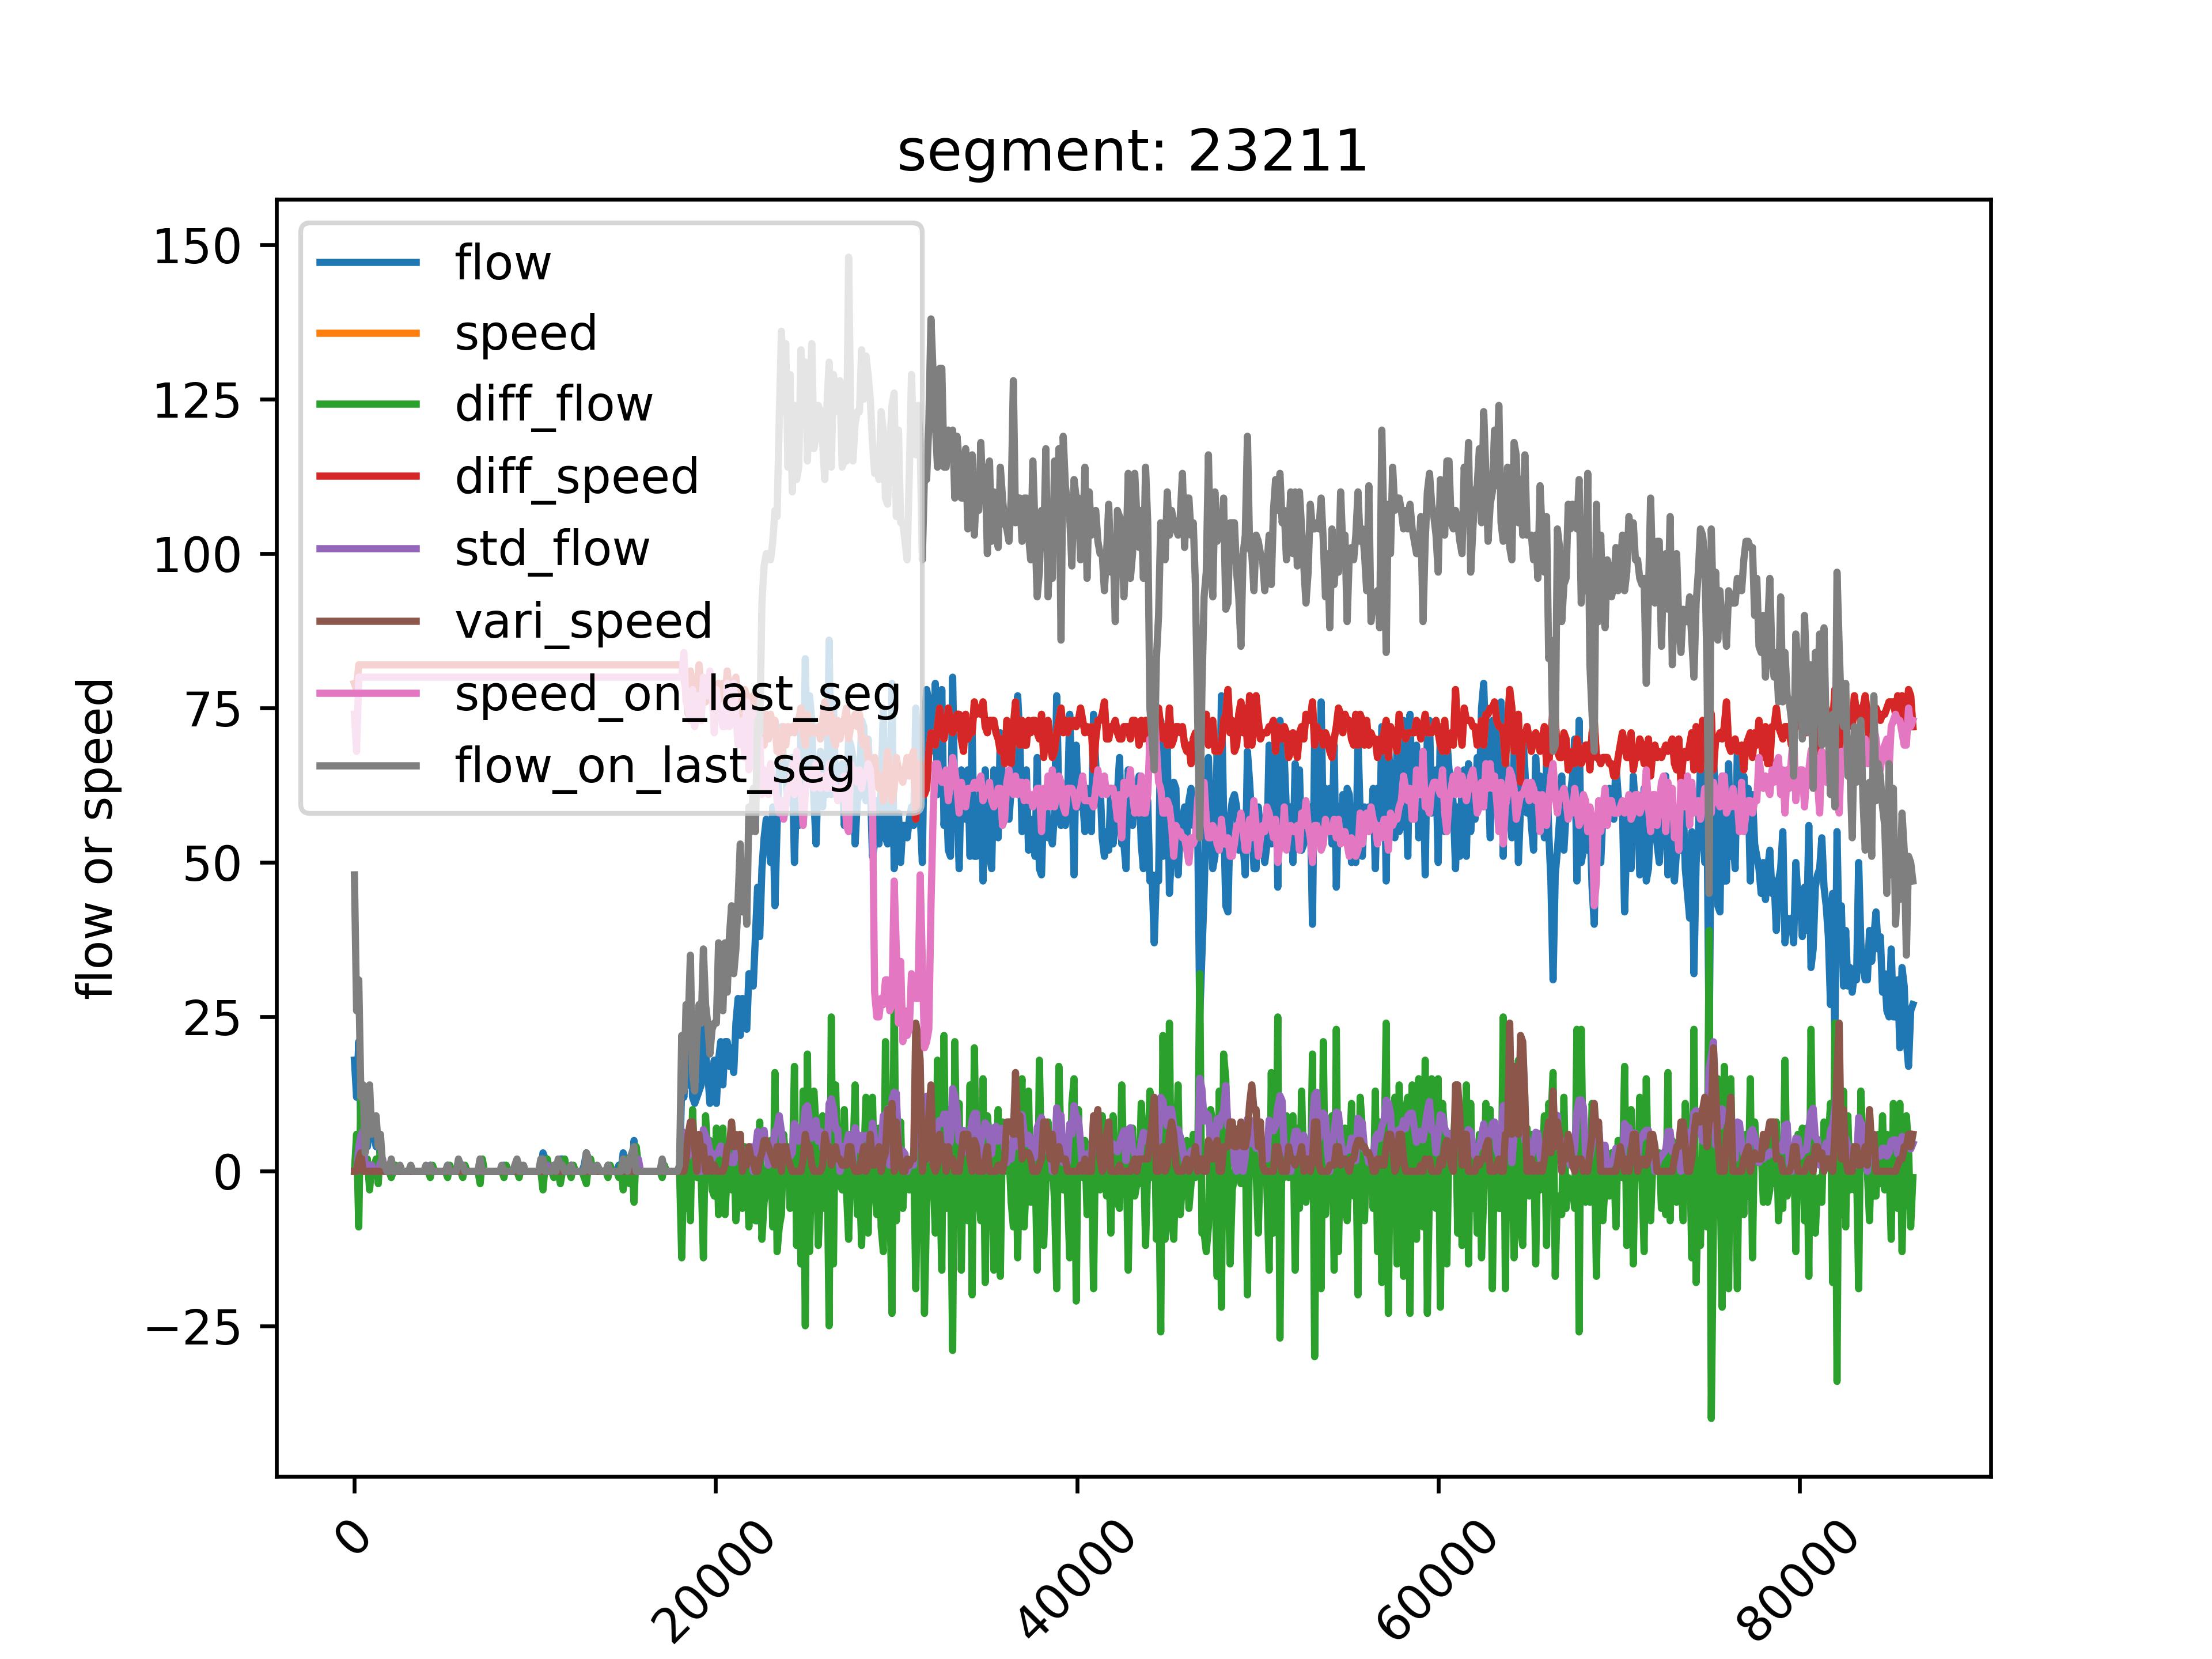 segment: 23211
150
125
100
75
50
25
0
−25
flow or speed
flow
speed
diff_flow
diff_speed
std_flow
vari_speed
speed_on_last_seg
flow_on_last_seg
0
20000
40000
60000
80000